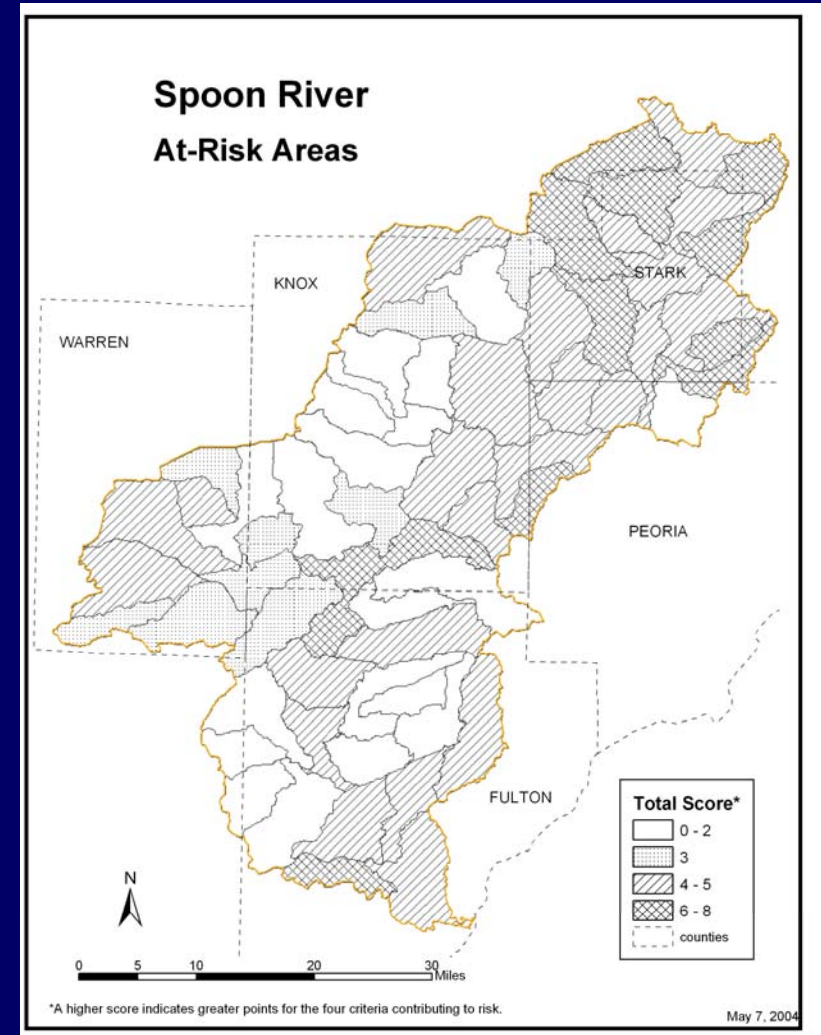 Spoon River
At-Risk Areas
KNOX
STARK
WARREN
PEORIA
FULTON
Total Score*
0 - 2
3
4 - 5
6 - 8
counties
N
0 5 10 20 30
Miles
*A higher score indicates greater points for the four criteria contributing to risk.
May 7, 2004